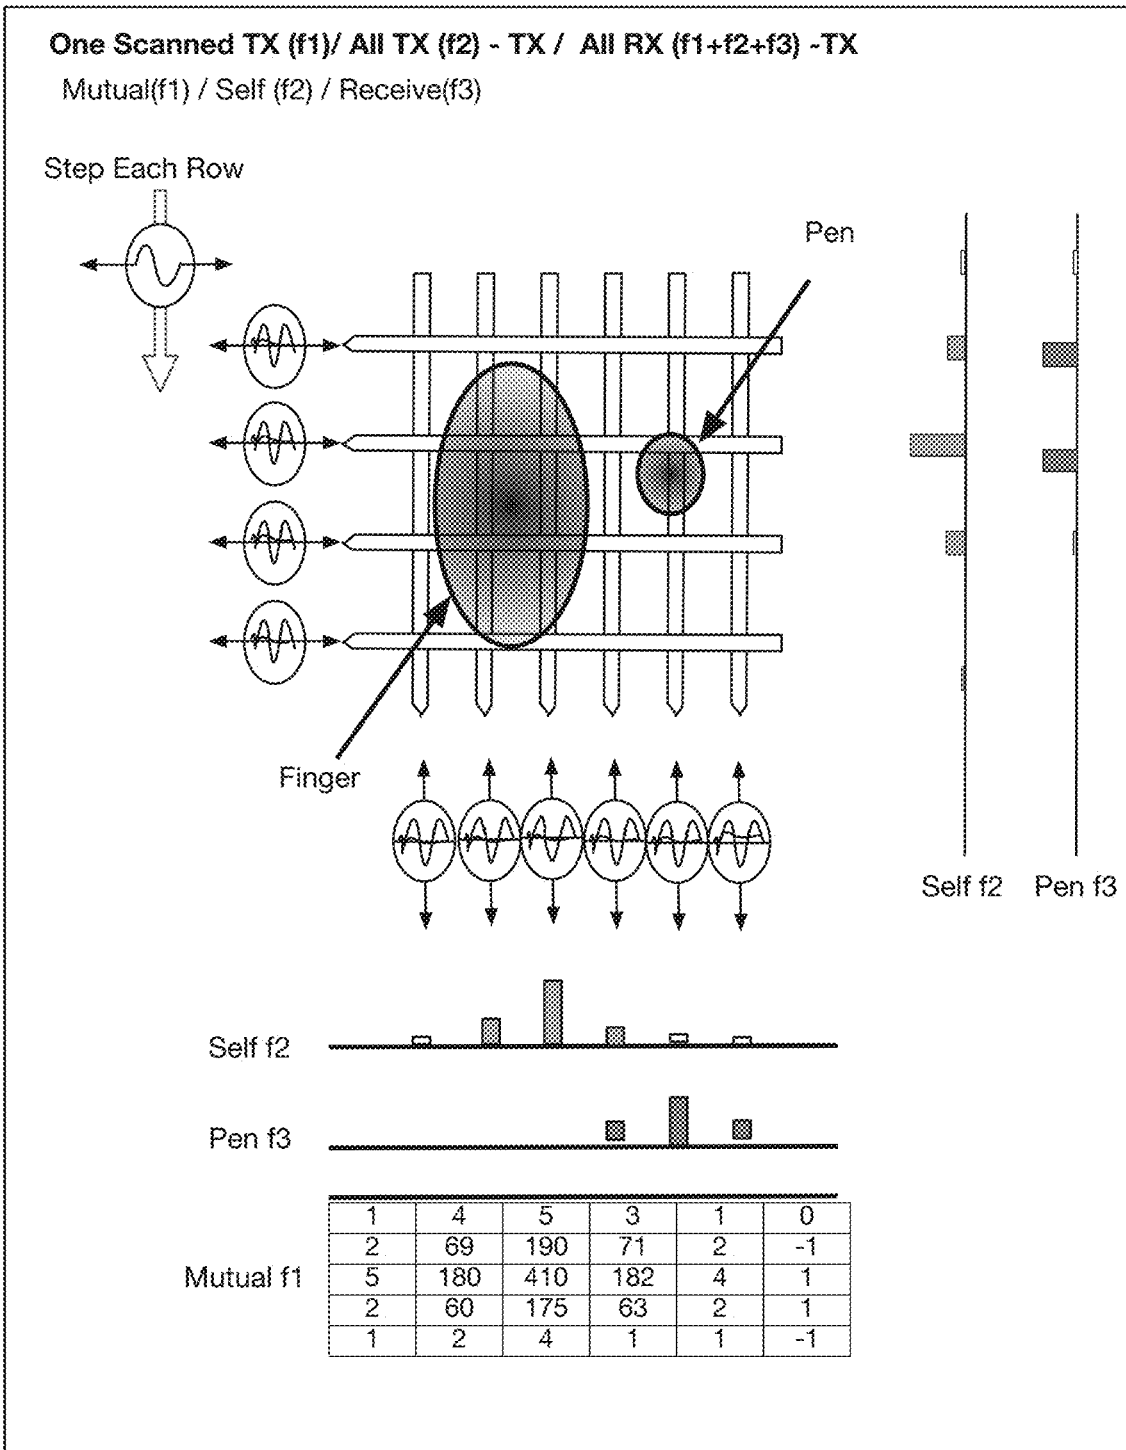 One Scanned TX (f1)/ All TX (f2) - TX / All RX (f1+f2+f3) -TX
Mutual(f1) / Self (f2) / Receive(f3)
Step Each Row
Pen
Finger
Self f2 Pen f3
Self f2
Pen f3
Mutual f1
1 4 5 3 1 0
2 69 190 71 2 -1
5 180 410 182 4 1
2 60 175 63 2 1
1 2 4 1 1 -1